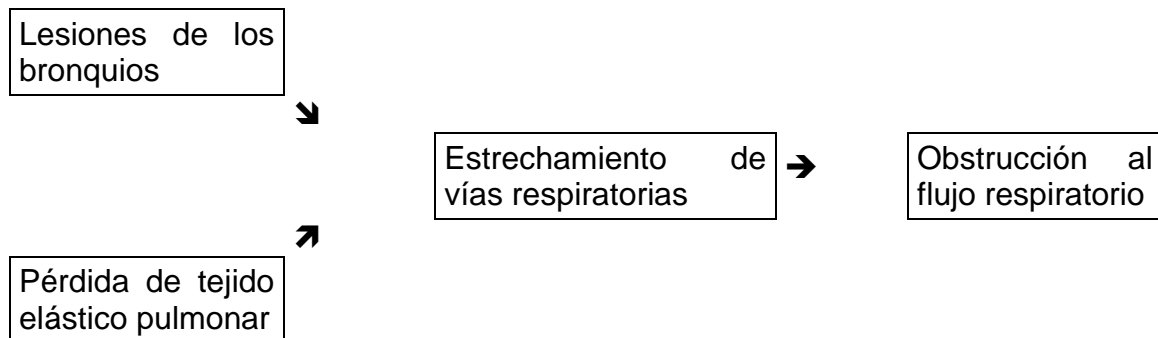 Lesiones de los
bronquios
Estrechamiento de
vías respiratorias
Obstrucción al
flujo respiratorio
Pérdida de tejido
elástico pulmonar